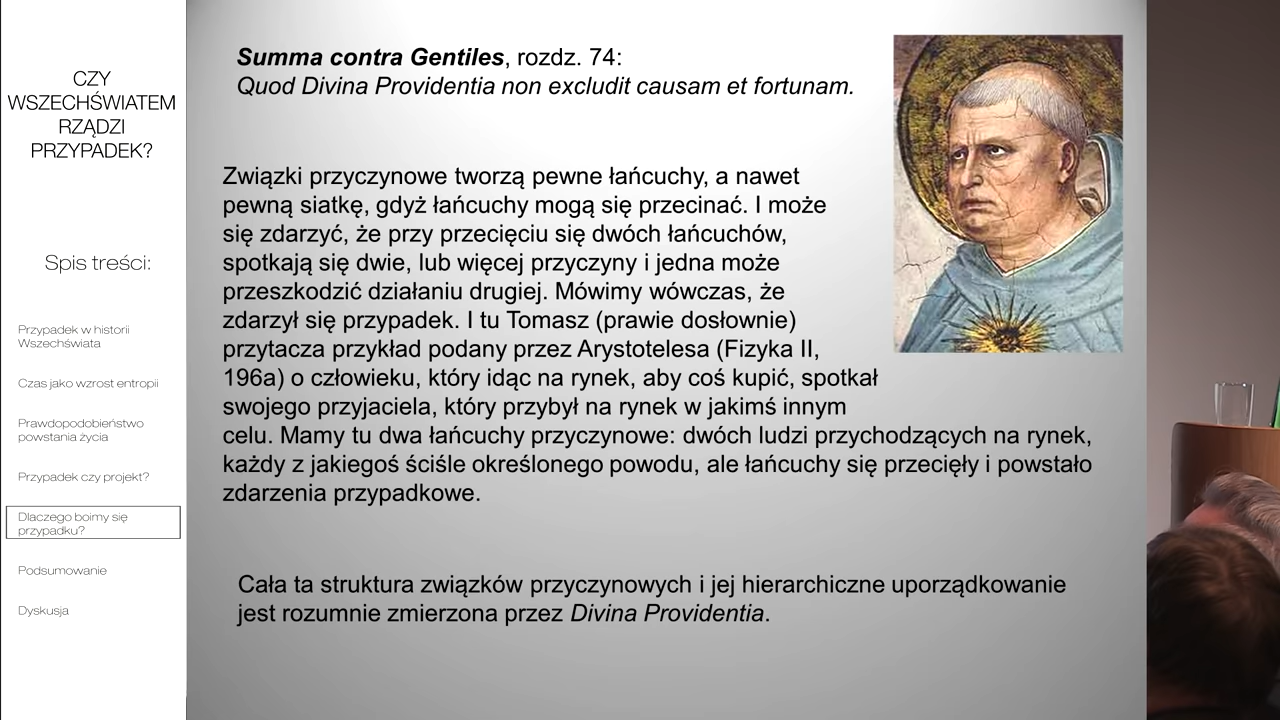 CZY
WSZECHŚWIATEM
RZĄDZI
PRZYPADEK?
Spis treści:
Przypadek w historii
Wszechświata
Czas jako wzrost entropii
Prawdopodobieństwo
powstania życia
Przypadek czy projekt?
Dlaczego boimy się
przypadku?
Podsumowanie
Dyskusja
Summa contra Gentiles, rozdz. 74:
Quod Divina Providentia non excludit causam et fortunam.
Związki przyczynowe tworzą pewne łańcuchy, a nawet
pewną siatkę, gdyż łańcuchy mogą się przecinać. I może
się zdarzyć, że przy przecięciu się dwóch łańcuchów,
spotkają się dwie, lub więcej przyczyny i jedna może
przeszkodzić działaniu drugiej. Mówimy wówczas, że
zdarzył się przypadek. I tu Tomasz (prawie dosłownie)
przytacza przykład podany przez Arystotelesa (Fizyka II,
196a) o człowieku, który idąc na rynek, aby coś kupić, spotkał
swojego przyjaciela, który przybył na rynek w jakimś innym
celu. Mamy tu dwa łańcuchy przyczynowe: dwóch ludzi przychodzących na rynek,
każdy z jakiegoś ściśle określonego powodu, ale łańcuchy się przecięły i powstało
zdarzenia przypadkowe.
Cała ta struktura związków przyczynowych i jej hierarchiczne uporządkowanie
jest rozumnie zmierzona przez Divina Providentia.